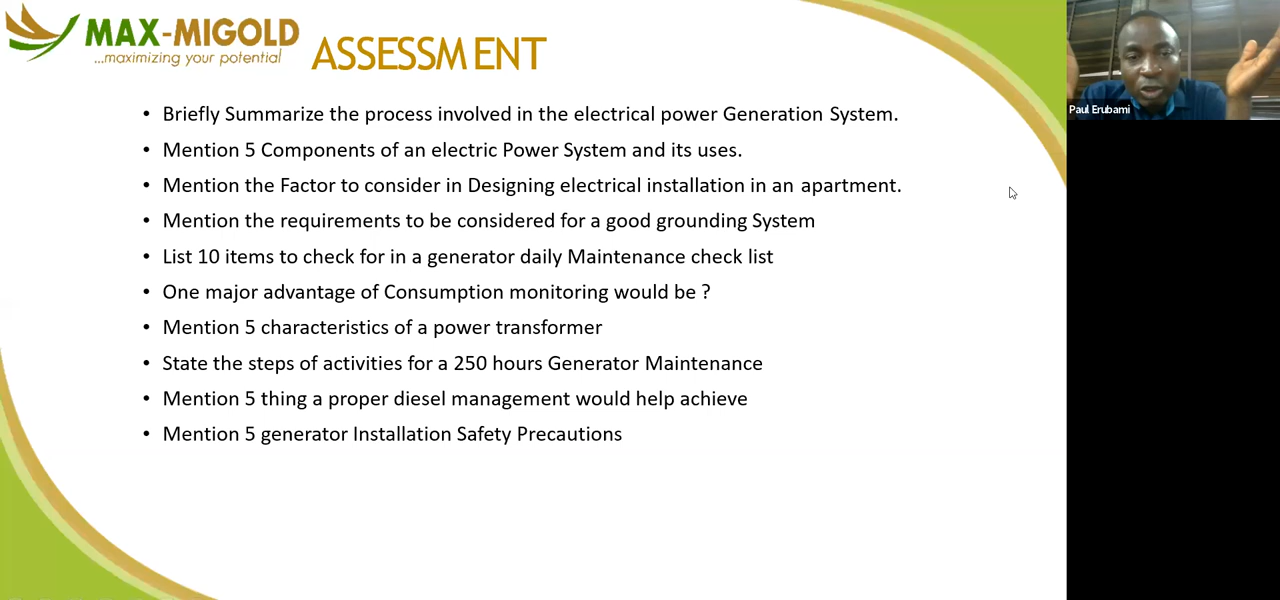 MAX-MIGOLD
...maximizing your potential
ASSESSMENT
• Briefly Summarize the process involved in the electrical power Generation System.
• Mention 5 Components of an electric Power System and its uses.
• Mention the Factor to consider in Designing electrical installation in an apartment.
• Mention the requirements to be considered for a good grounding System
• List 10 items to check for in a generator daily Maintenance check list
• One major advantage of Consumption monitoring would be ?
• Mention 5 characteristics of a power transformer
• State the steps of activities for a 250 hours Generator Maintenance
• Mention 5 thing a proper diesel management would help achieve
• Mention 5 generator Installation Safety Precautions
Paul Erubami